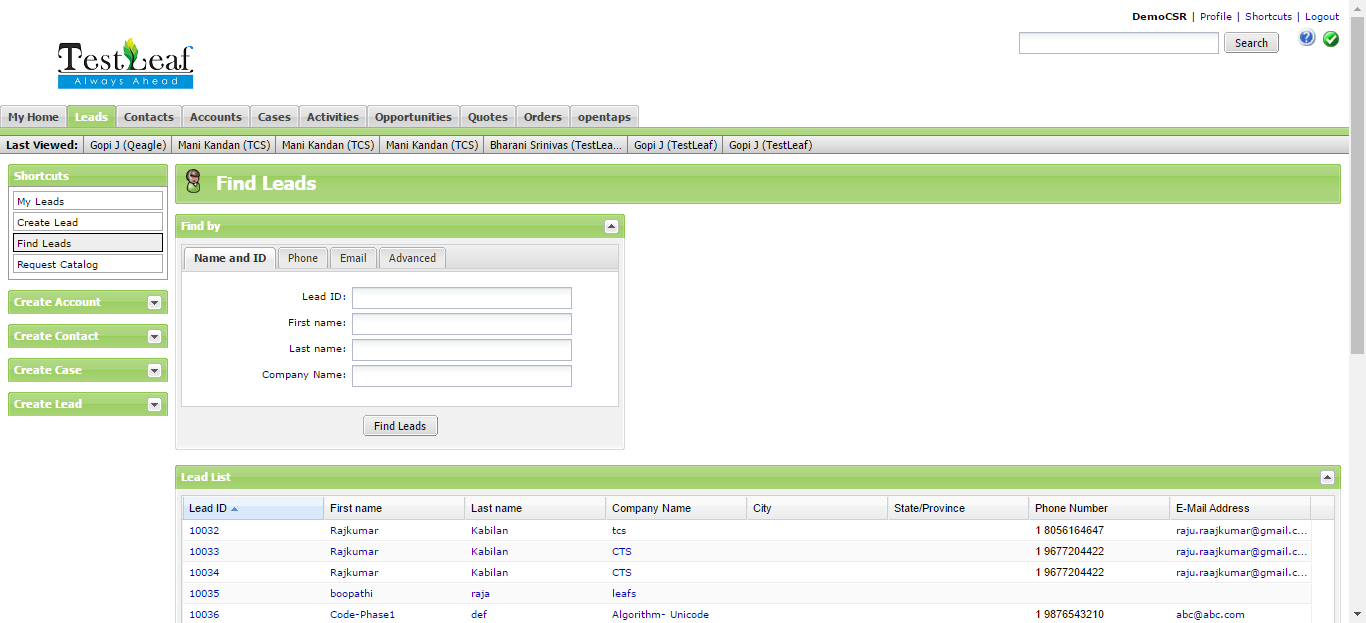 DemoCSR | Profile | Shortcuts | Logout
Search
TestLeaf
Always Ahead
My Home Leads Contacts Accounts Cases Activities Opportunities Quotes Orders opentaps
Last Viewed: Gopi J (Qeagle) Mani Kandan (TCS) Mani Kandan (TCS) Mani Kandan (TCS) Bharani Srinivas (TestLea... Gopi J (TestLeaf) Gopi J (TestLeaf)
Shortcuts
My Leads
Create Lead
Find Leads
Request Catalog
Create Account
Create Contact
Create Case
Create Lead
Find Leads
Find by
Name and ID Phone Email Advanced
Lead ID:
First name:
Last name:
Company Name:
Find Leads
Lead List
Lead ID First name Last name Company Name City State/Province Phone Number E-Mail Address
10032 Rajkumar Kabilan tcs 1 8056164647 raju.raajkumar@gmail.c...
10033 Rajkumar Kabilan CTS 1 9677204422 raju.raajkumar@gmail.c...
10034 Rajkumar Kabilan CTS 1 9677204422 raju.raajkumar@gmail.c...
10035 boopathi raja leafs
10036 Code-Phase1 def Algorithm- Unicode 1 9876543210 abc@abc.com